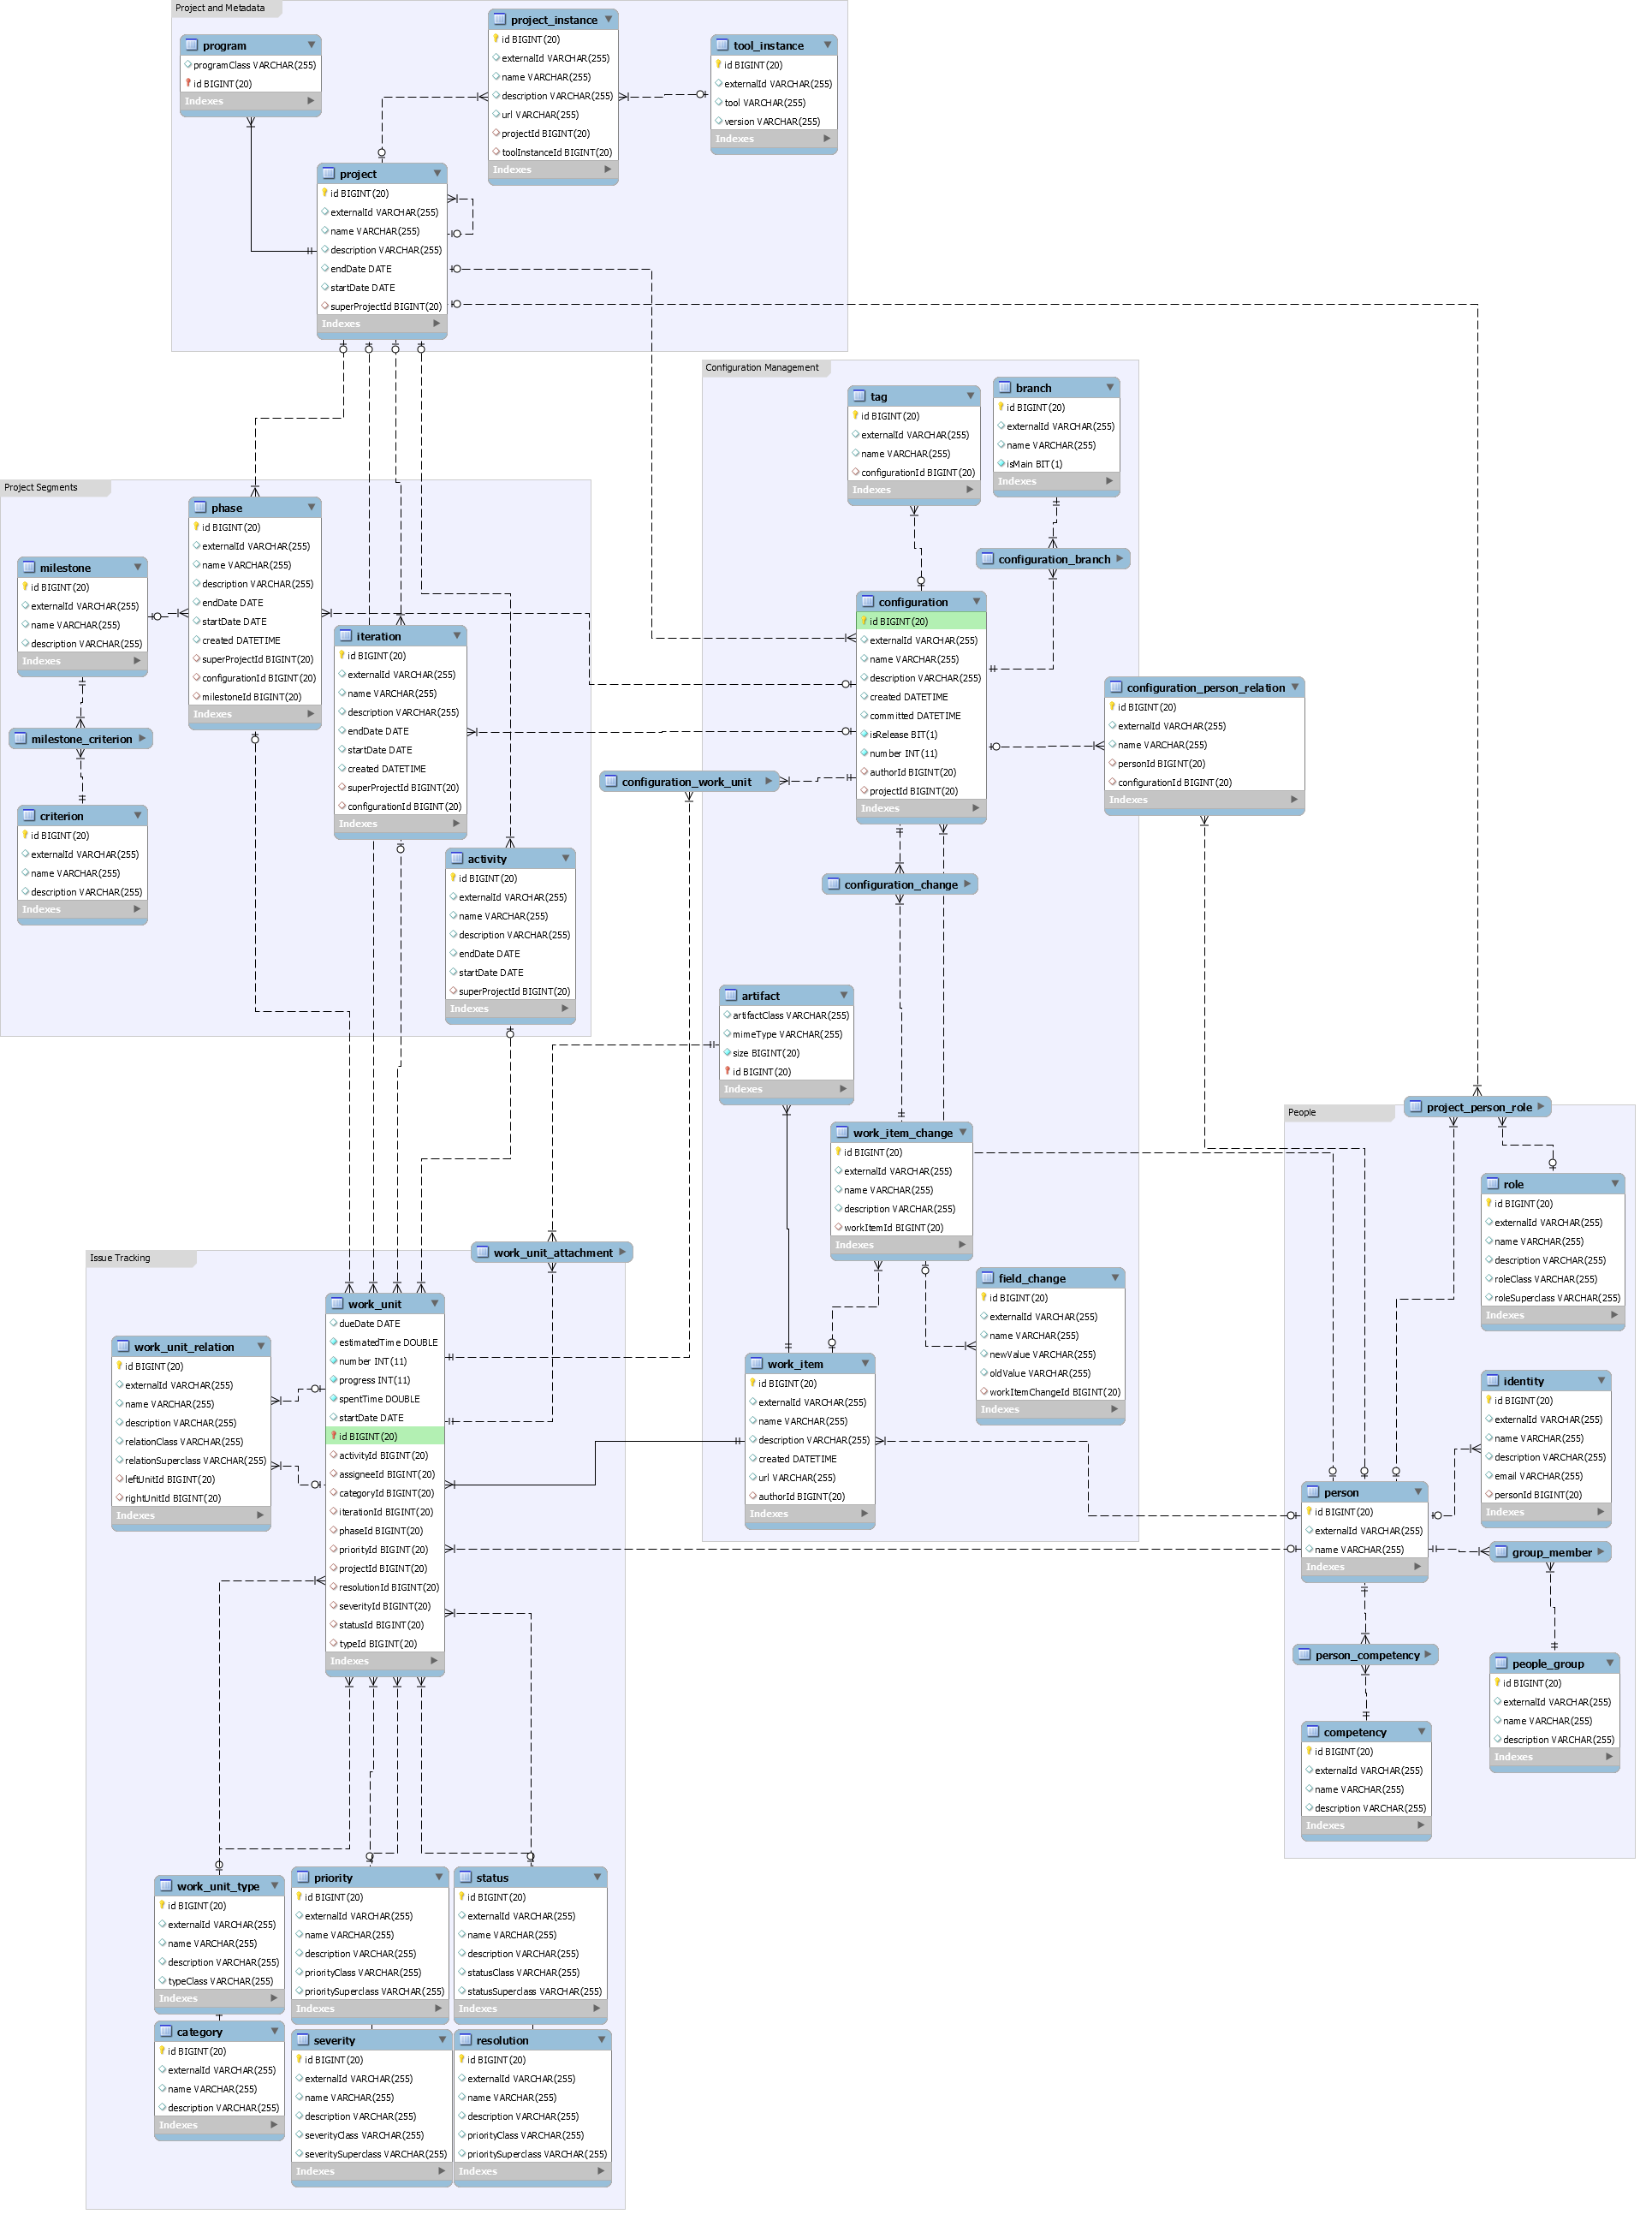 Project and Metadata
program
programClass VARCHAR(255)
id BIGINT(20)
Indexes
project_instance
id BIGINT(20)
externalId VARCHAR(255)
name VARCHAR(255)
description VARCHAR(255)
url VARCHAR(255)
projectId BIGINT(20)
toolInstanceId BIGINT(20)
Indexes
tool_instance
id BIGINT(20)
externalId VARCHAR(255)
tool VARCHAR(255)
version VARCHAR(255)
Indexes
project
id BIGINT(20)
externalId VARCHAR(255)
name VARCHAR(255)
description VARCHAR(255)
endDate DATE
startDate DATE
superProjectId BIGINT(20)
Indexes
Project Segments
phase
id BIGINT(20)
externalId VARCHAR(255)
name VARCHAR(255)
description VARCHAR(255)
endDate DATE
startDate DATE
created DATETIME
superProjectId BIGINT(20)
configurationId BIGINT(20)
milestoneId BIGINT(20)
Indexes
milestone
id BIGINT(20)
externalId VARCHAR(255)
name VARCHAR(255)
description VARCHAR(255)
Indexes
milestone_criterion
criterion
id BIGINT(20)
externalId VARCHAR(255)
name VARCHAR(255)
description VARCHAR(255)
Indexes
iteration
id BIGINT(20)
externalId VARCHAR(255)
name VARCHAR(255)
description VARCHAR(255)
endDate DATE
startDate DATE
created DATETIME
superProjectId BIGINT(20)
configurationId BIGINT(20)
Indexes
activity
id BIGINT(20)
externalId VARCHAR(255)
name VARCHAR(255)
description VARCHAR(255)
endDate DATE
startDate DATE
superProjectId BIGINT(20)
Indexes
Configuration Management
tag
id BIGINT(20)
externalId VARCHAR(255)
name VARCHAR(255)
configurationId BIGINT(20)
Indexes
branch
id BIGINT(20)
externalId VARCHAR(255)
name VARCHAR(255)
isMain BIT(1)
Indexes
configuration_branch
configuration
id BIGINT(20)
externalId VARCHAR(255)
name VARCHAR(255)
description VARCHAR(255)
created DATETIME
committed DATETIME
isRelease BIT(1)
number INT(11)
authorId BIGINT(20)
projectId BIGINT(20)
Indexes
configuration_person_relation
id BIGINT(20)
externalId VARCHAR(255)
name VARCHAR(255)
personId BIGINT(20)
configurationId BIGINT(20)
Indexes
configuration_work_unit
configuration_change
artifact
artifactClass VARCHAR(255)
mimeType VARCHAR(255)
size BIGINT(20)
id BIGINT(20)
Indexes
work_item_change
id BIGINT(20)
externalId VARCHAR(255)
name VARCHAR(255)
description VARCHAR(255)
workItemId BIGINT(20)
Indexes
field_change
id BIGINT(20)
externalId VARCHAR(255)
name VARCHAR(255)
newValue VARCHAR(255)
oldValue VARCHAR(255)
workItemChangeId BIGINT(20)
Indexes
work_item
id BIGINT(20)
externalId VARCHAR(255)
name VARCHAR(255)
description VARCHAR(255)
created DATETIME
url VARCHAR(255)
authorId BIGINT(20)
Indexes
People
project_person_role
role
id BIGINT(20)
externalId VARCHAR(255)
name VARCHAR(255)
description VARCHAR(255)
roleClass VARCHAR(255)
roleSuperclass VARCHAR(255)
Indexes
identity
id BIGINT(20)
externalId VARCHAR(255)
name VARCHAR(255)
description VARCHAR(255)
email VARCHAR(255)
personId BIGINT(20)
Indexes
person
id BIGINT(20)
externalId VARCHAR(255)
name VARCHAR(255)
Indexes
group_member
person_competency
people_group
id BIGINT(20)
externalId VARCHAR(255)
name VARCHAR(255)
description VARCHAR(255)
Indexes
competency
id BIGINT(20)
externalId VARCHAR(255)
name VARCHAR(255)
description VARCHAR(255)
Indexes
Issue Tracking
work_unit_attachment
work_unit
dueDate DATE
estimatedTime DOUBLE
number INT(11)
progress INT(11)
spentTime DOUBLE
startDate DATE
id BIGINT(20)
activityId BIGINT(20)
assigneeId BIGINT(20)
categoryId BIGINT(20)
iterationId BIGINT(20)
phaseId BIGINT(20)
priorityId BIGINT(20)
projectId BIGINT(20)
resolutionId BIGINT(20)
severityId BIGINT(20)
statusId BIGINT(20)
typeId BIGINT(20)
Indexes
work_unit_relation
id BIGINT(20)
externalId VARCHAR(255)
name VARCHAR(255)
description VARCHAR(255)
relationClass VARCHAR(255)
relationSuperclass VARCHAR(255)
leftUnitId BIGINT(20)
rightUnitId BIGINT(20)
Indexes
work_unit_type
id BIGINT(20)
externalId VARCHAR(255)
name VARCHAR(255)
description VARCHAR(255)
typeClass VARCHAR(255)
Indexes
priority
id BIGINT(20)
externalId VARCHAR(255)
name VARCHAR(255)
description VARCHAR(255)
priorityClass VARCHAR(255)
prioritySuperclass VARCHAR(255)
Indexes
status
id BIGINT(20)
externalId VARCHAR(255)
name VARCHAR(255)
description VARCHAR(255)
statusClass VARCHAR(255)
statusSuperclass VARCHAR(255)
Indexes
category
id BIGINT(20)
externalId VARCHAR(255)
name VARCHAR(255)
description VARCHAR(255)
Indexes
severity
id BIGINT(20)
externalId VARCHAR(255)
name VARCHAR(255)
description VARCHAR(255)
severityClass VARCHAR(255)
severitySuperclass VARCHAR(255)
Indexes
resolution
id BIGINT(20)
externalId VARCHAR(255)
name VARCHAR(255)
description VARCHAR(255)
priorityClass VARCHAR(255)
prioritySuperclass VARCHAR(255)
Indexes